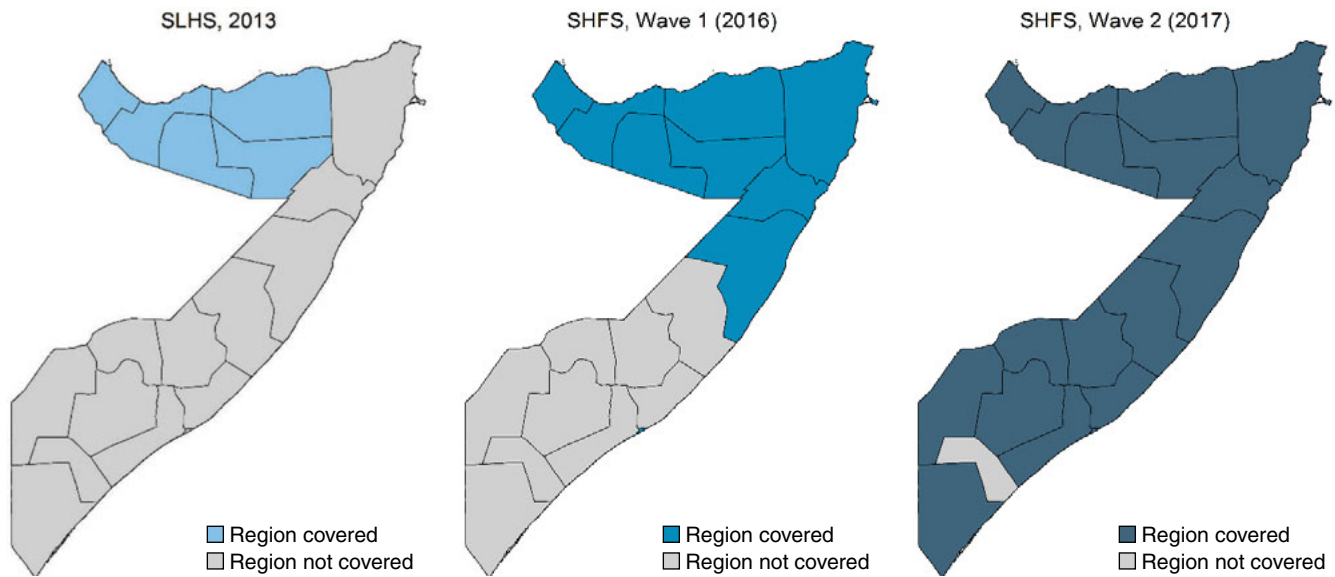 SLHS, 2013
SHFS, Wave 1 (2016)
SHFS, Wave 2 (2017)
Region covered
Region not covered
Region covered
Region not covered
Region covered
Region not covered